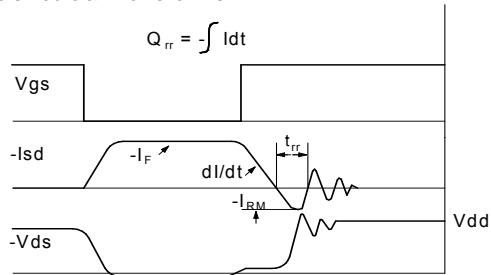 Q rr = -∫ Idt
Vgs
-Isd
-I F
dI/dt
t rr
-I RM
Vdd
-Vds